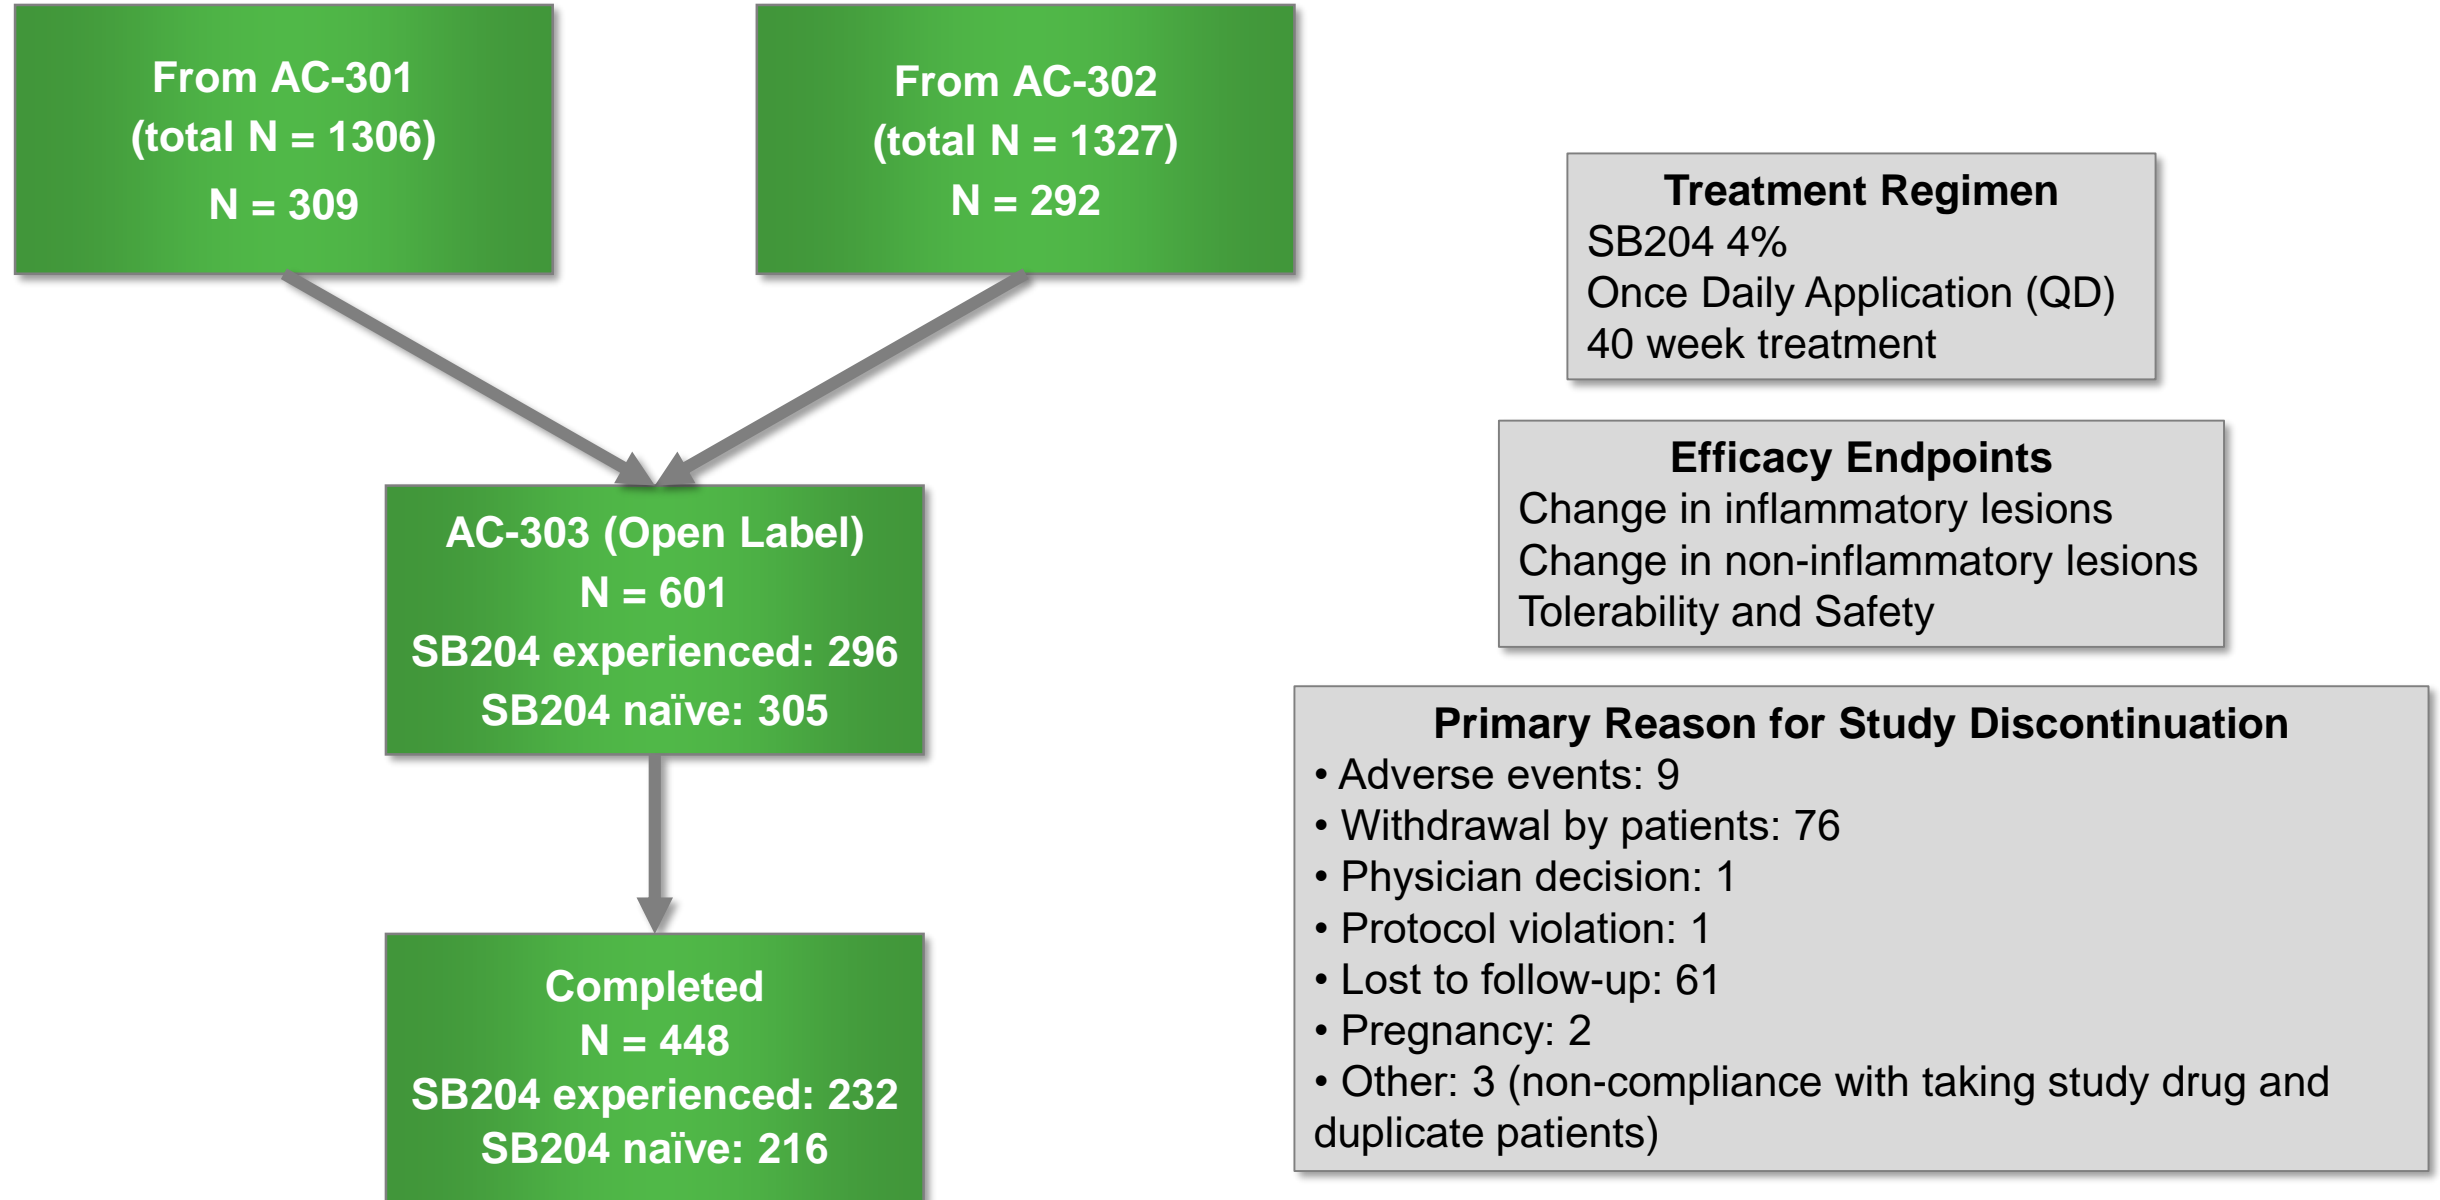 From AC-301
(total N = 1306)
N = 309
From AC-302
(total N = 1327)
N = 292
AC-303 (Open Label)
N = 601
SB204 experienced: 296
SB204 naïve: 305
Completed
N = 448
SB204 experienced: 232
SB204 naïve: 216
Treatment Regimen
SB204 4%
Once Daily Application (QD)
40 week treatment
Efficacy Endpoints
Change in inflammatory lesions
Change in non-inflammatory lesions
Tolerability and Safety
Primary Reason for Study Discontinuation
• Adverse events: 9
• Withdrawal by patients: 76
• Physician decision: 1
• Protocol violation: 1
• Lost to follow-up: 61
• Pregnancy: 2
• Other: 3 (non-compliance with taking study drug and
duplicate patients)